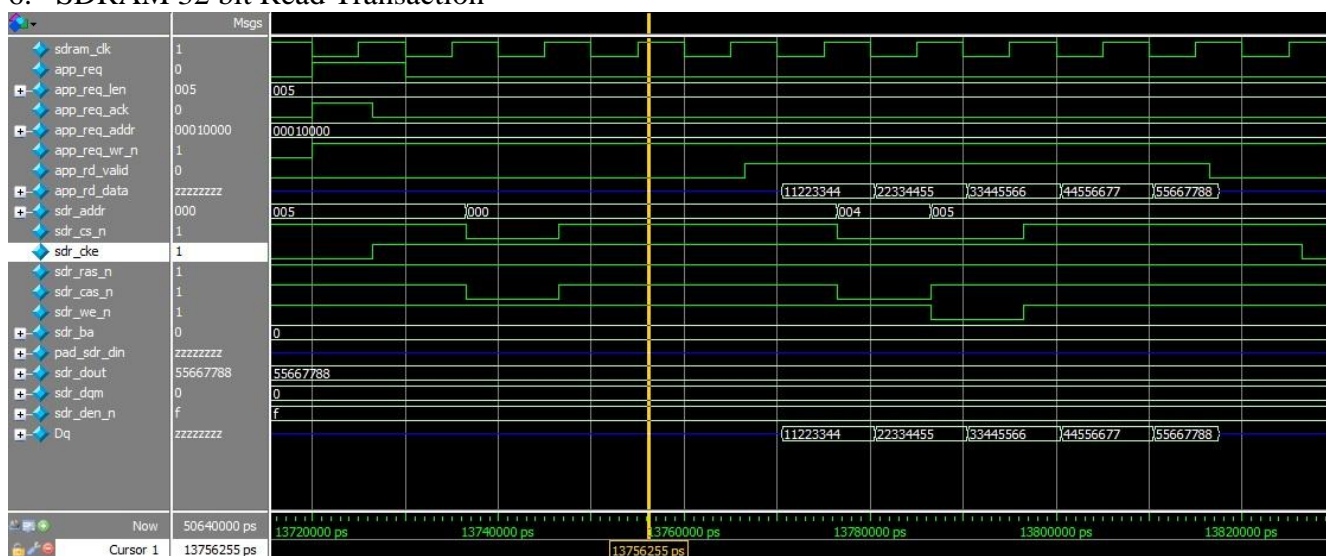 6. SDRAM 32-bit Read Transaction
Msgs
sdram_clk 1
app_req 0
app_req_len 005 005
app_req_ack 0
app_req_addr 00010000 00010000
app_req_wr_n 1
app_rd_valid 0
app_rd_data zzzzzzzz 11223344 22334455 33445566 44556677 55667788
sdr_addr 000 005 000 004 005
sdr_cs_n 1
sdr_cke 1
sdr_ras_n 1
sdr_cas_n 1
sdr_we_n 1
sdr_ba 0 0
pad_sdr_din zzzzzzzz
sdr_dout 55667788 55667788
sdr_dqm 0 0
sdr_den_n f f
Dq zzzzzzzz 11223344 22334455 33445566 44556677 55667788
Now 50640000 ps 13720000 ps 13740000 ps 13760000 ps 13780000 ps 13800000 ps 13820000 ps
Cursor 1 13756255 ps 13756255 ps